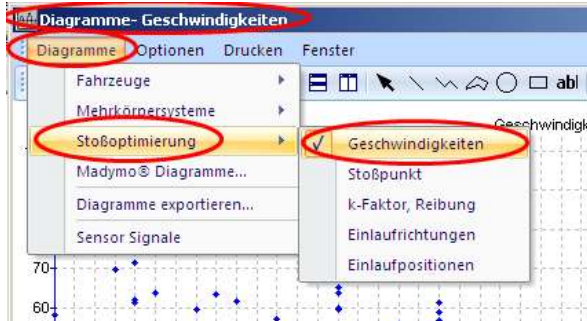 Diagramme- Geschwindigkeiten
Diagramme Optionen Drucken Fenster
abl
Fahrzeuge
Mehrkörpersysteme
Stoßoptimierung
Madymo® Diagramme...
Diagramme exportieren...
Sensor Signale
Geschwindigkeiten
Stoßpunkt
k-Faktor, Reibung
Einlaufrichtungen
Einlaufpositionen
70
60